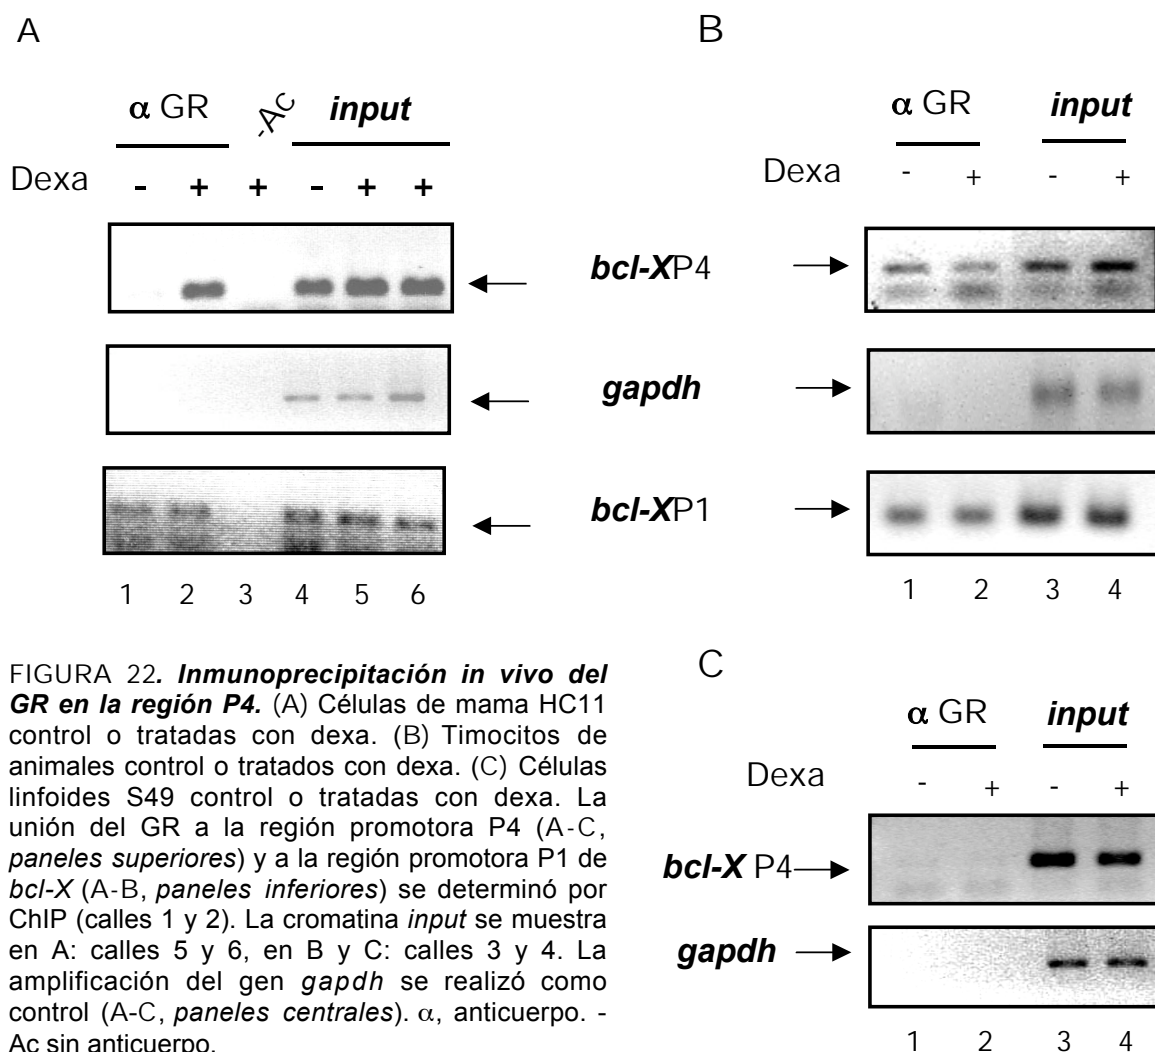 A
α GR -Ac input
Dexa - + + - + +
1 2 3 4 5 6
bcl-XP4
gapdh
bcl-XP1
B
α GR input
Dexa - + - +
1 2 3 4
C
α GR input
Dexa - + - +
bcl-X P4
gapdh
1 2 3 4
FIGURA 22. Inmunoprecipitación in vivo del
GR en la región P4. (A) Células de mama HC11
control o tratadas con dexa. (B) Timocitos de
animales control o tratados con dexa. (C) Células
linfoides S49 control o tratadas con dexa. La
unión del GR a la región promotora P4 (A-C,
paneles superiores) y a la región promotora P1 de
bcl-X (A-B, paneles inferiores) se determinó por
ChIP (calles 1 y 2). La cromatina input se muestra
en A: calles 5 y 6, en B y C: calles 3 y 4. La
amplificación del gen gapdh se realizó como
control (A-C, paneles centrales). α, anticuerpo. -
Ac sin anticuerpo.